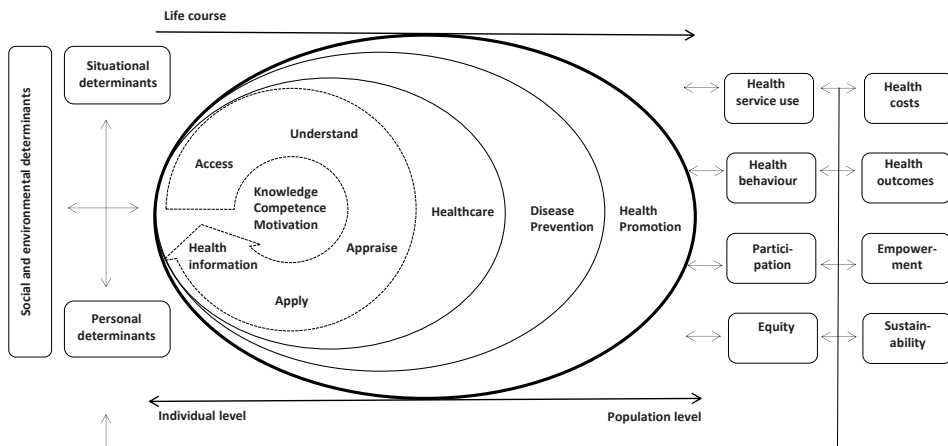 Life course
Social and environmental determinants
Situational
determinants
Personal
determinants
Access
Understand
Knowledge
Competence
Motivation
Health
information
Appraise
Apply
Healthcare
Disease
Prevention
Health
Promotion
Health
service use
Health
costs
Health
behaviour
Health
outcomes
Partici-
pation
Empower-
ment
Equity
Sustain-
ability
Individual level
Population level